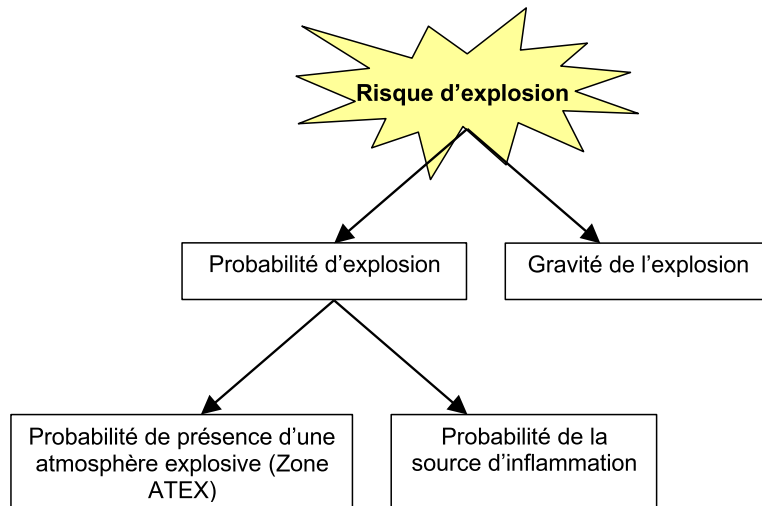 Risque d’explosion
Probabilité d’explosion
Gravité de l’explosion
Probabilité de présence d’une
atmosphère explosive (Zone
ATEX)
Probabilité de la
source d’inflammation